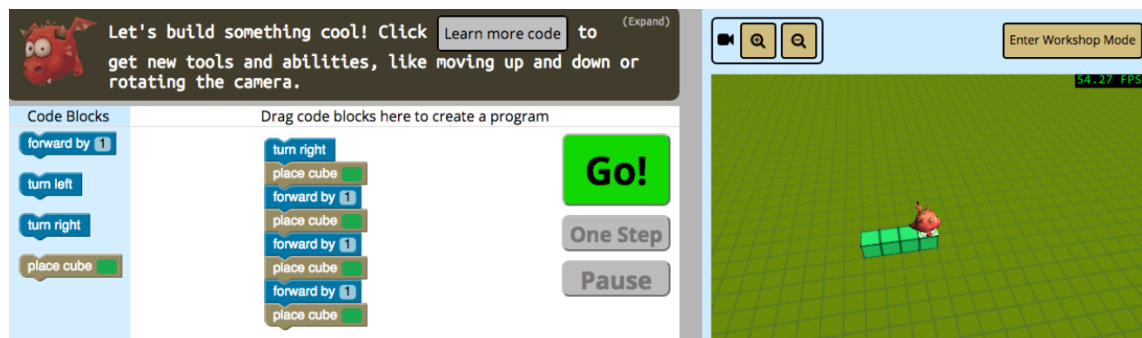 Let's build something cool! Click Learn more code to
(Expand)
get new tools and abilities, like moving up and down or
rotating the camera.
Code Blocks
forward by 1
turn left
turn right
place cube
Drag code blocks here to create a program
turn right
place cube
forward by 1
place cube
forward by 1
place cube
forward by 1
place cube
Go!
One Step
Pause
Enter Workshop Mode
54.27 FPS